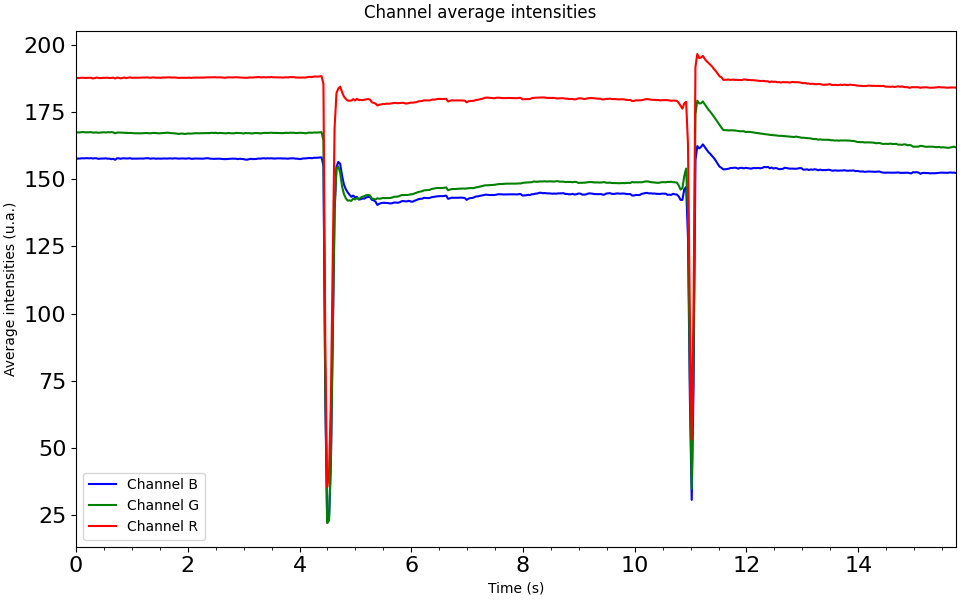 Channel average intensities
Average intensities (u.a.)
200
175
150
125
100
75
50
25
Channel B
Channel G
Channel R
0 2 4 6 8 10 12 14
Time (s)